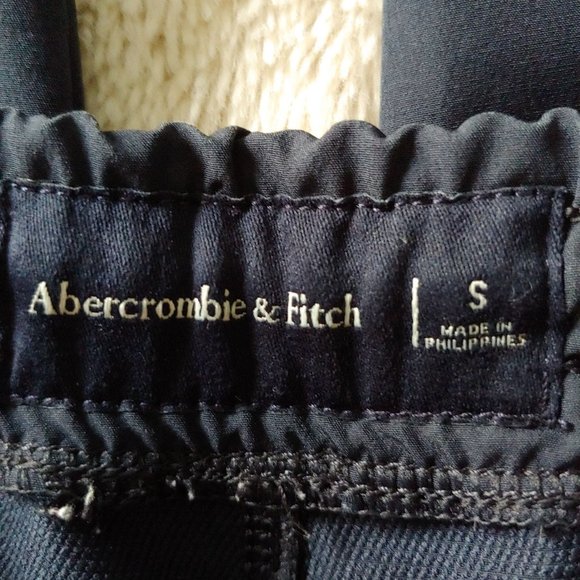 Abercrombie & Fitch
S
MADE IN
PHILIPPINES